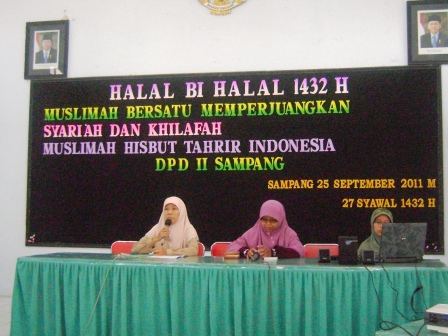 HALAL BI HALAL 1432 H
MUSLIMAH BERSATU MEMPERJUANGKAN
SYARIAH DAN KHILAFAH
MUSLIMAH HISBUT TAHRIR INDONESIA
DPD II SAMPANG
SAMPANG 25 SEPTEMBER 2011 M
27 SYAWAL 1432 H